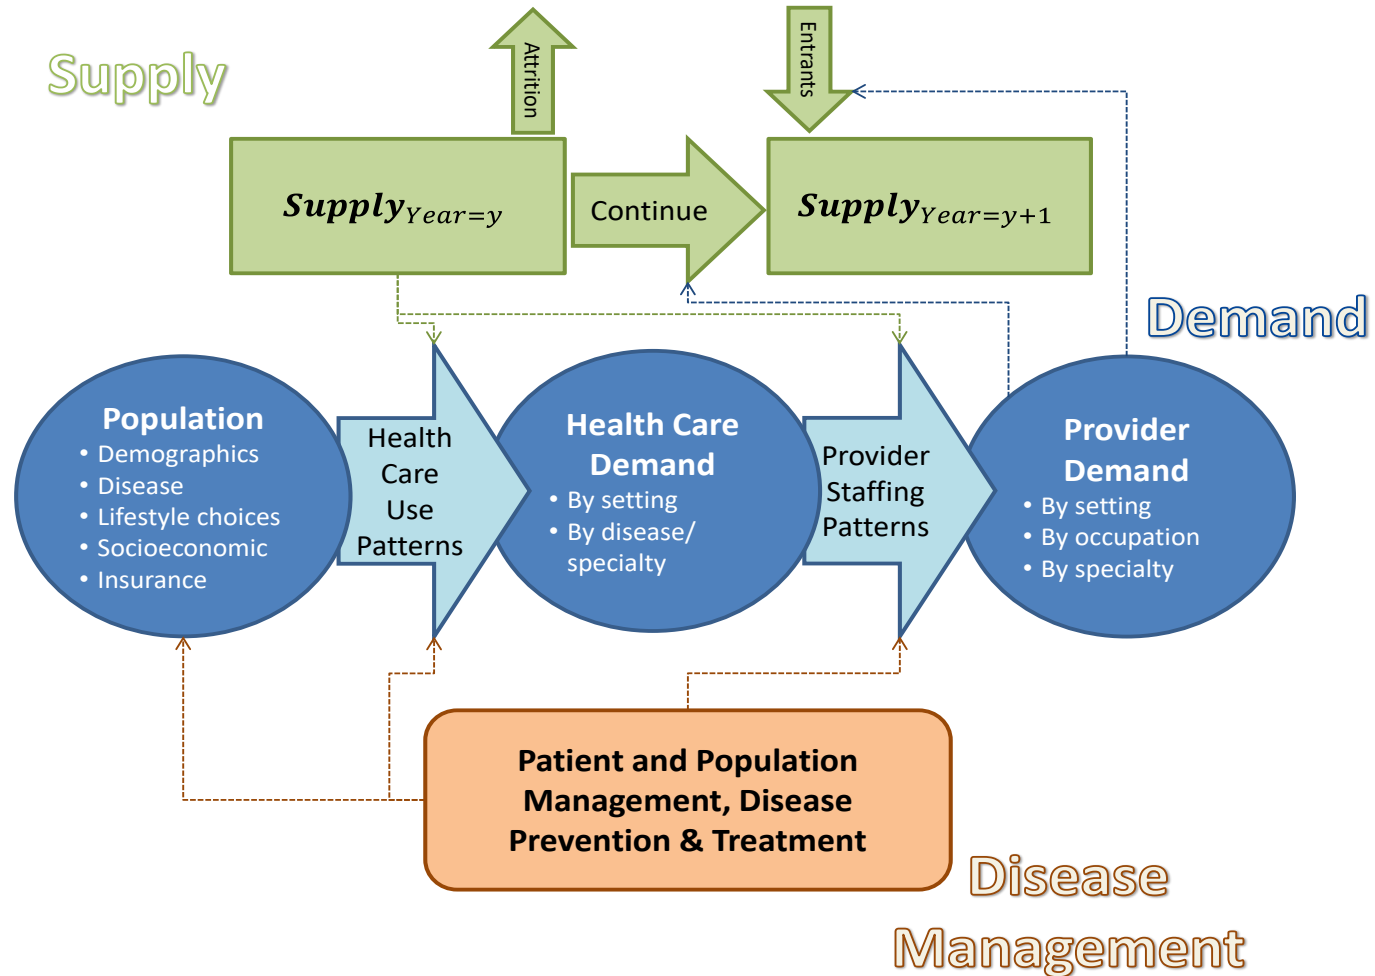 Supply
Attrition
Entrants
Supply Year=y
Continue
Supply Year=y+1
Demand
Population
• Demographics
• Disease
• Lifestyle choices
• Socioeconomic
• Insurance
Health
Care
Use
Patterns
Health Care
Demand
• By setting
• By disease/
specialty
Provider
Staffing
Patterns
Provider
Demand
• By setting
• By occupation
• By specialty
Patient and Population
Management, Disease
Prevention & Treatment
Disease
Management